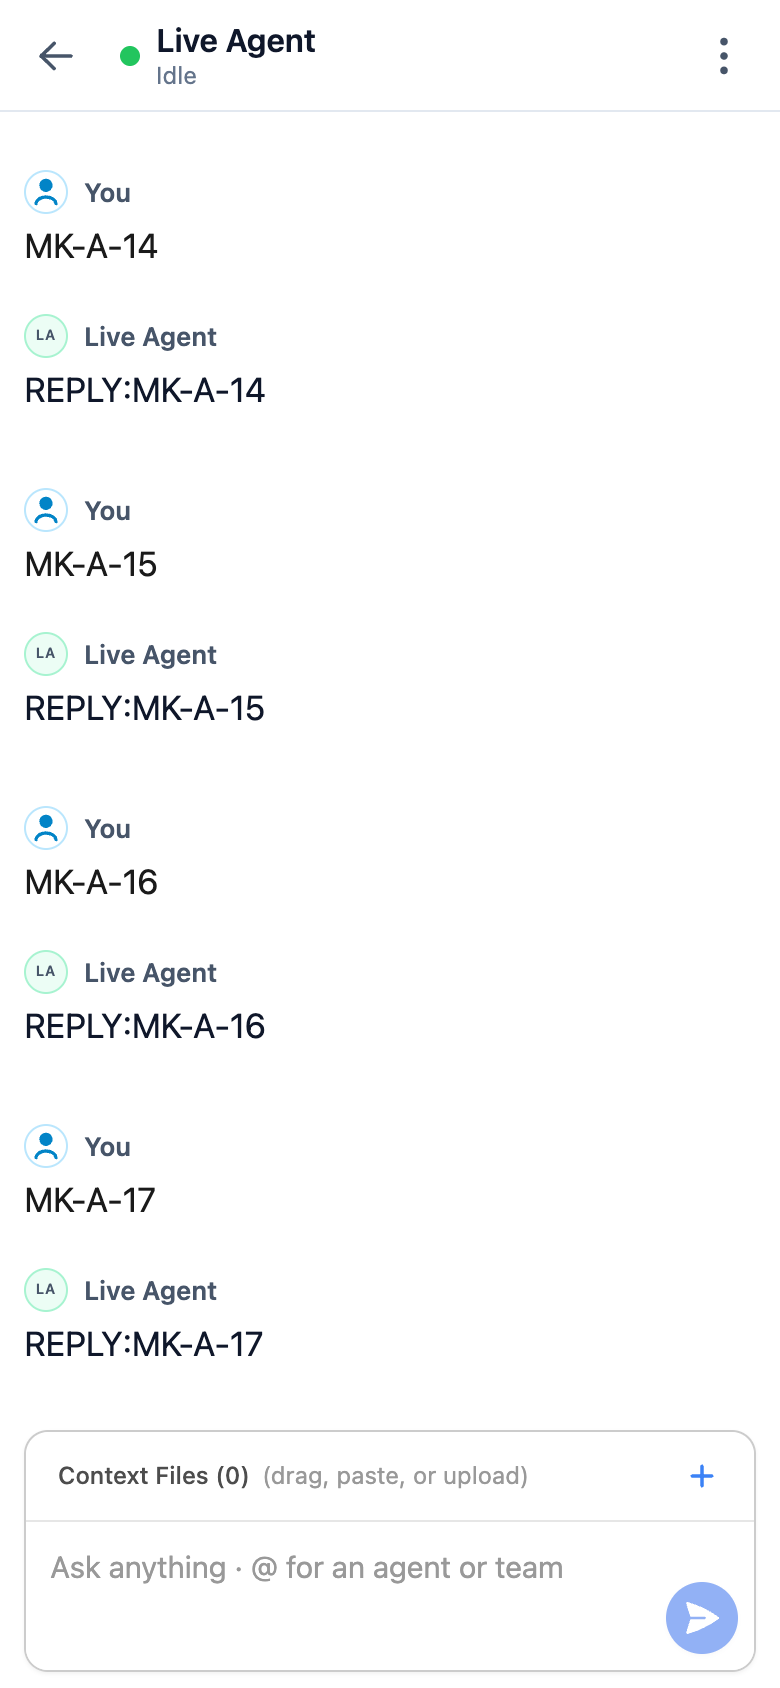 Live Agent
Idle
You
MK-A-14
LA Live Agent
REPLY:MK-A-14
You
MK-A-15
LA Live Agent
REPLY:MK-A-15
You
MK-A-16
LA Live Agent
REPLY:MK-A-16
You
MK-A-17
LA Live Agent
REPLY:MK-A-17
Context Files (0) (drag, paste, or upload)
Ask anything · @ for an agent or team